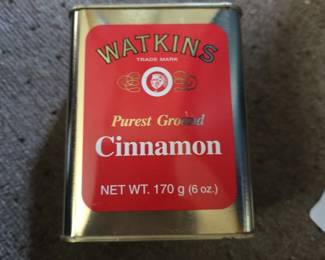 WATKINS
TRADE MARK
Purest Ground
Cinnamon
NET WT. 170 g (6 oz.)